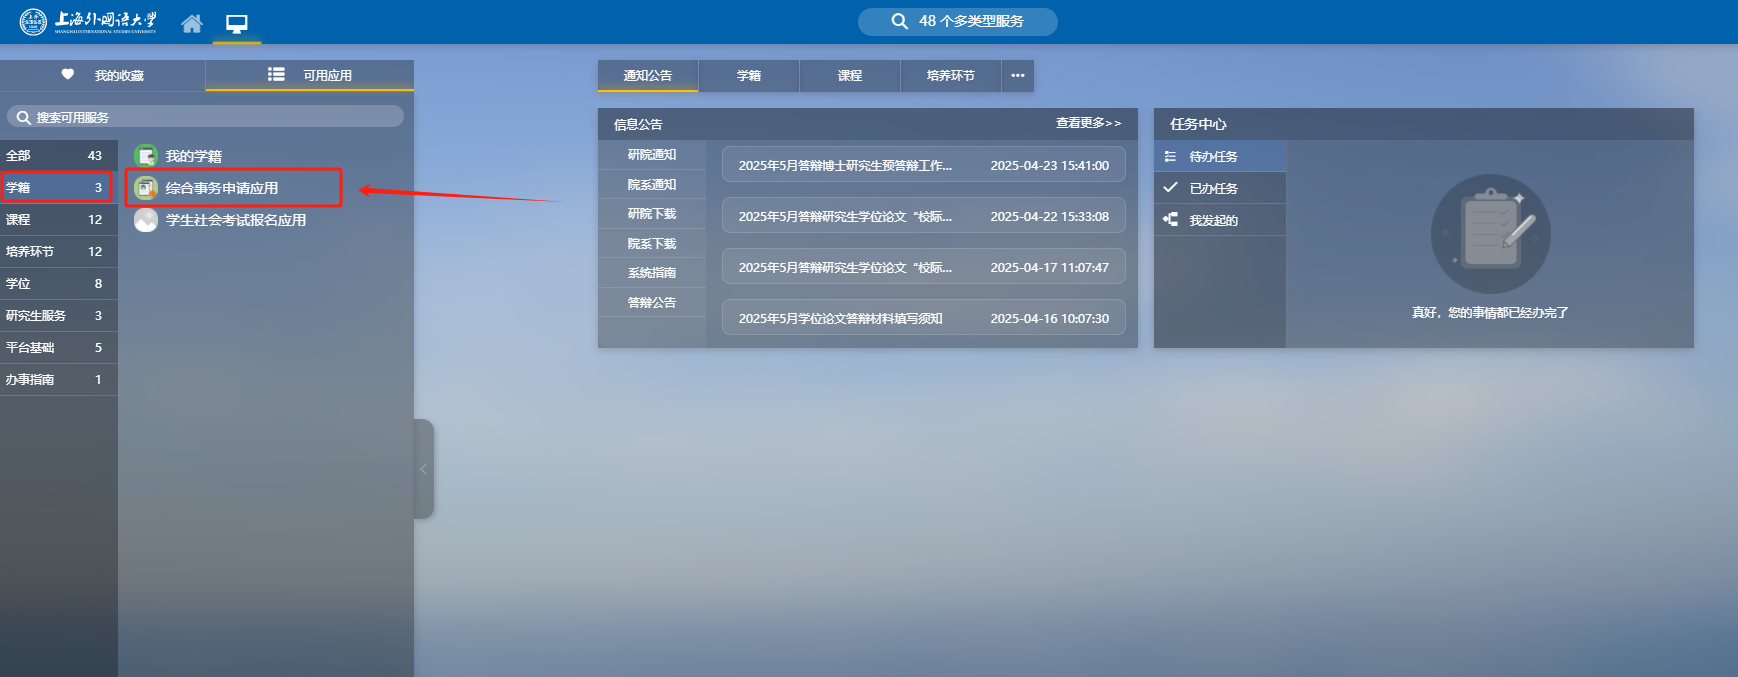 上海外国语大学
SHANGHAI INTERNATIONAL STUDIES UNIVERSITY
48 个多类型服务
我的收藏
可用应用
搜索可用服务
全部 43
学籍 3
课程 12
培养环节 12
学位 8
研究生服务 3
平台基础 5
办事指南 1
我的学籍
综合事务申请应用
学生社会考试报名应用
通知公告
学籍
课程
培养环节
•••
信息公告
查看更多>>
研院通知
院系通知
研院下载
院系下载
系统指南
答辩公告
2025年5月答辩博士研究生预答辩工作... 2025-04-23 15:41:00
2025年5月答辩研究生学位论文“校际... 2025-04-22 15:33:08
2025年5月答辩研究生学位论文“校际... 2025-04-17 11:07:47
2025年5月学位论文答辩材料填写须知 2025-04-16 10:07:30
任务中心
待办任务
已办任务
我发起的
真好，您的事情都已经办完了